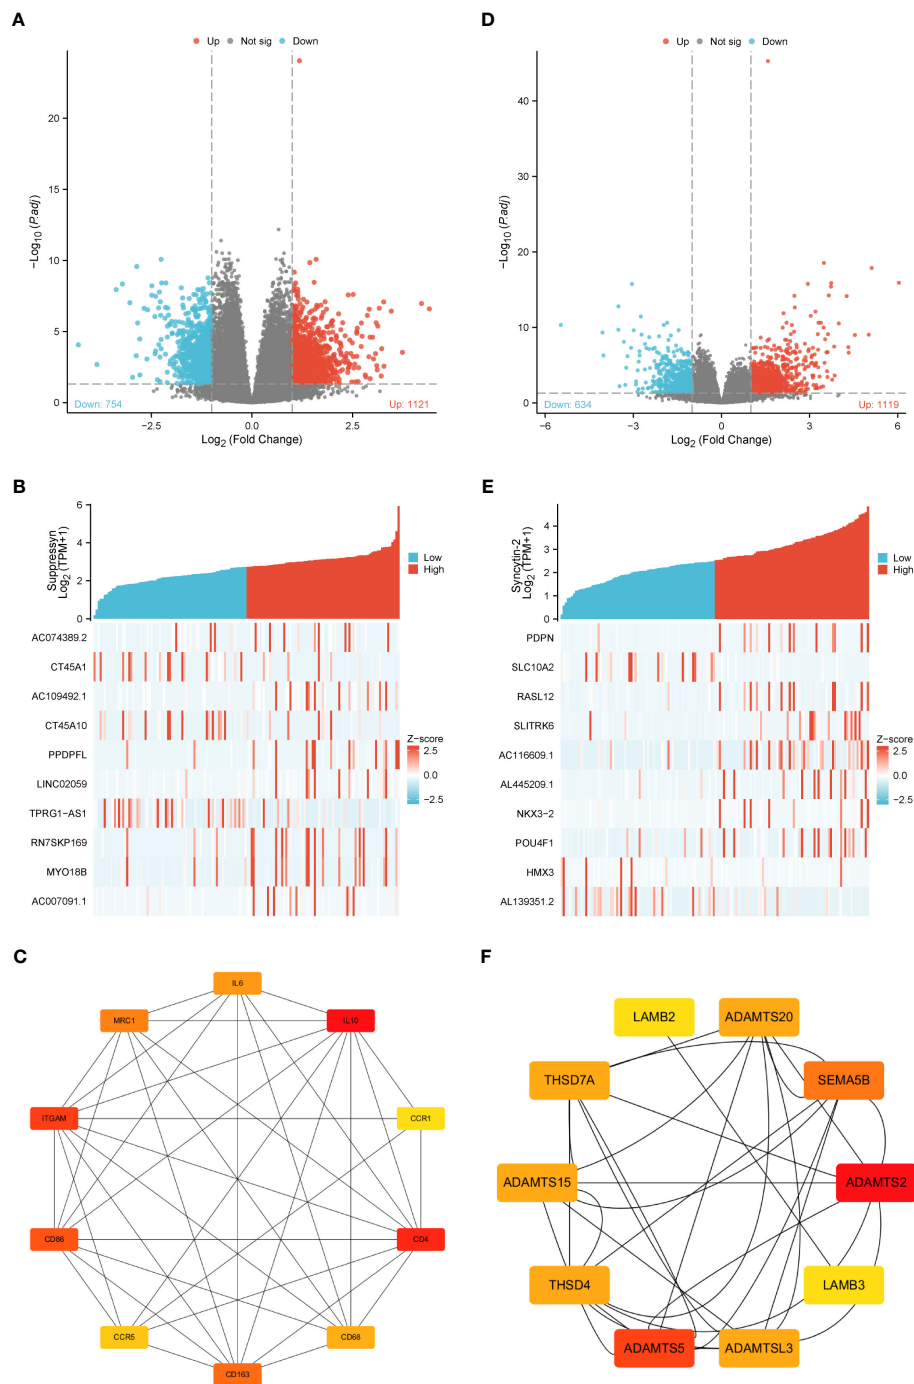 A
Up Not sig Down
20
15
10
5
0
−Log10 (P.adj)
Down: 754
Up: 1121
−2.5 0.0 2.5
Log2 (Fold Change)
D
Up Not sig Down
40
30
20
10
0
−Log10 (P.adj)
Down: 634
Up: 1119
−6 −3 0 3 6
Log2 (Fold Change)
B
Suppressyn
Log2 (TPM+1)
6
4
2
0
Low
High
AC074389.2
CT45A1
AC109492.1
CT45A10
PPDPFL
LINC02059
TPRG1−AS1
RN7SKP169
MYO18B
AC007091.1
Z−score
2.5
0.0
−2.5
E
Syncytin-2
Log2 (TPM+1)
4
3
2
1
0
Low
High
PDPN
SLC10A2
RASL12
SLITRK6
AC116609.1
AL445209.1
NKX3−2
POU4F1
HMX3
AL139351.2
Z−score
2.5
0.0
−2.5
C
IL6
MRC1
IL10
ITGAM
CCR1
CD86
CD4
CCR5
CD68
CD163
F
LAMB2
ADAMTS20
THSD7A
SEMA5B
ADAMTS15
ADAMTS2
THSD4
LAMB3
ADAMTS5
ADAMTSL3